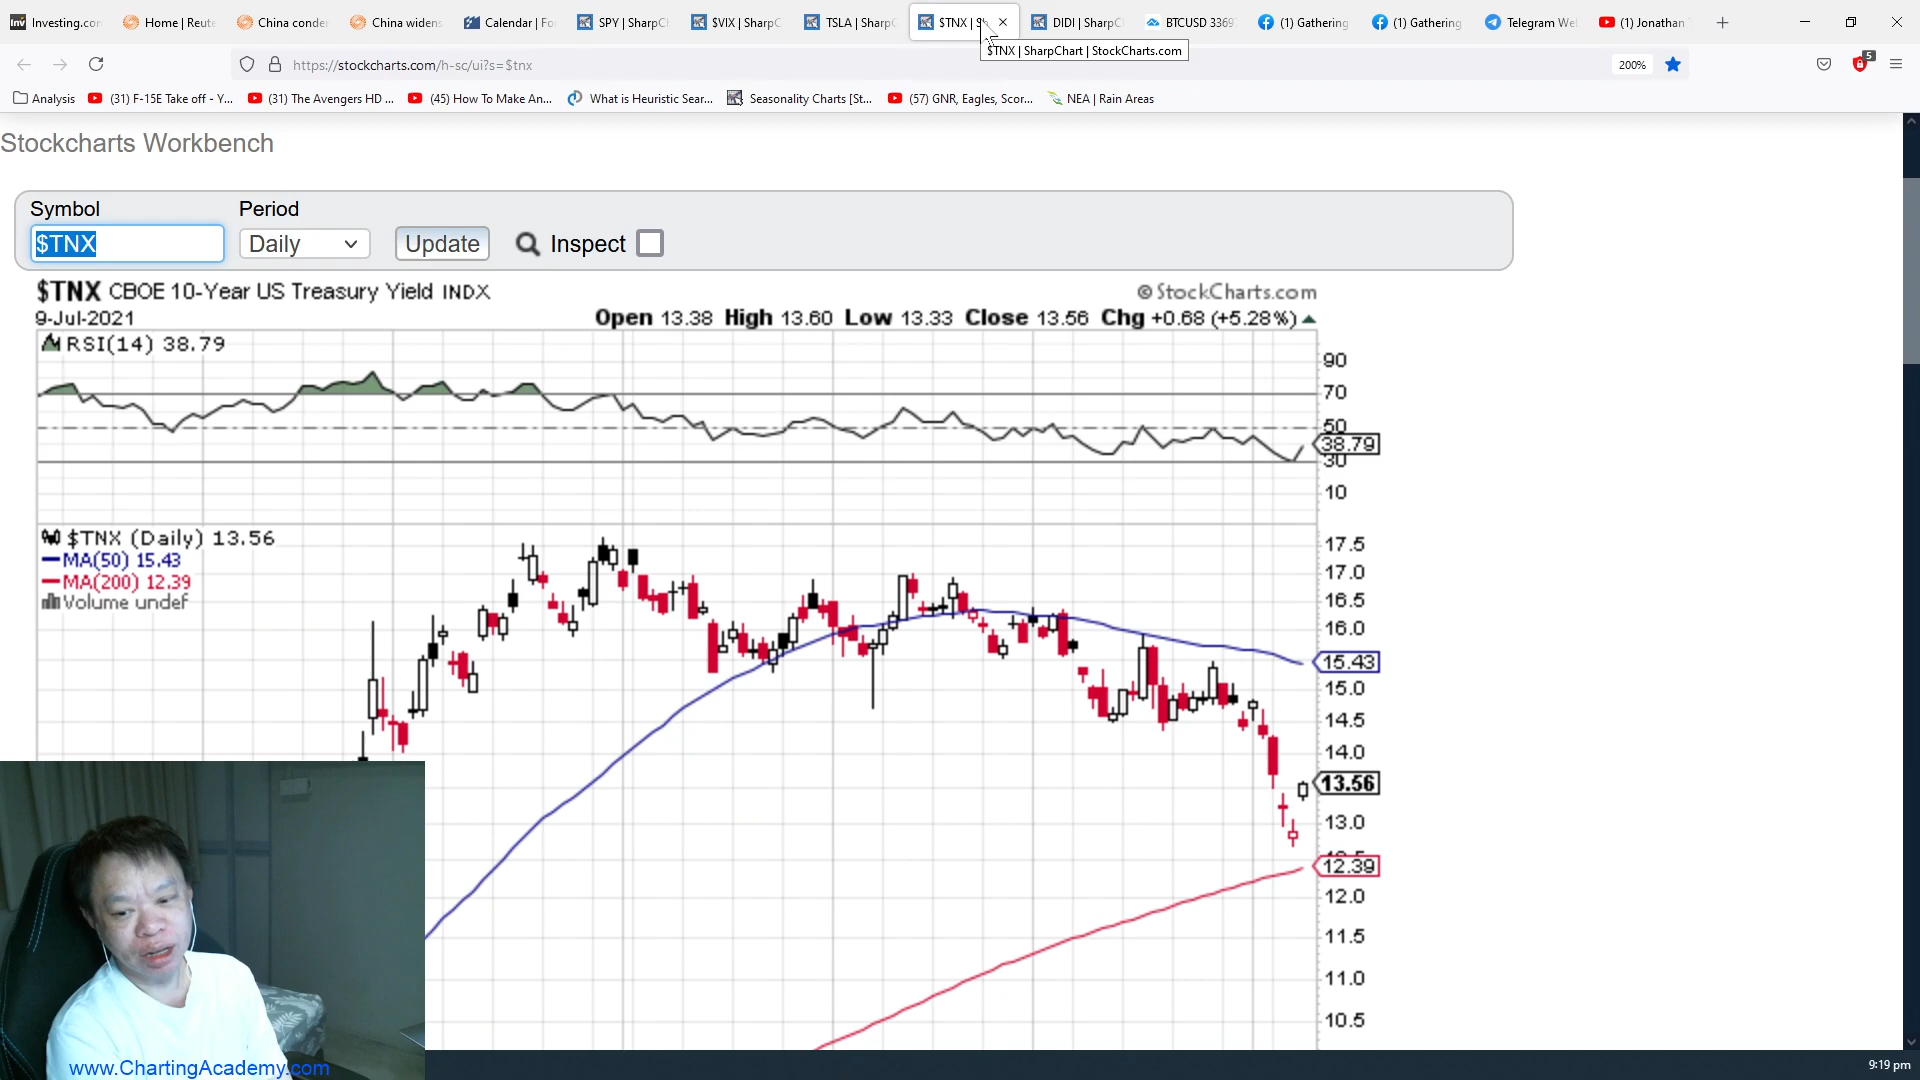 Investing.con
Home | Reute
China conder
China widens
Calendar | Fo
SPY | SharpCh
$VIX | SharpC
TSLA | SharpC
$TNX | S
DIDI | SharpCh
BTCUSD 3369
(1) Gathering
(1) Gathering
Telegram We
(1) Jonathan
$TNX | SharpChart | StockCharts.com
https://stockcharts.com/h-sc/ui?s=$tnx
200%
5
Analysis
(31) F-15E Take off - Y...
(31) The Avengers HD ...
(45) How To Make An...
What is Heuristic Sear...
Seasonality Charts [St...
(57) GNR, Eagles, Scor...
NEA | Rain Areas
Stockcharts Workbench
Symbol
Period
$TNX
Daily
Update
Inspect
$TNX CBOE 10-Year US Treasury Yield INDX
© StockCharts.com
9-Jul-2021
Open 13.38 High 13.60 Low 13.33 Close 13.56 Chg +0.68 (+5.28%)
RSI(14) 38.79
90
70
50
38.79
30
10
$TNX (Daily) 13.56
MA(50) 15.43
MA(200) 12.39
Volume undef
17.5
17.0
16.5
16.0
15.43
15.0
14.5
14.0
13.56
13.0
12.39
12.0
11.5
11.0
10.5
www.ChartingAcademy.com
9:19 pm